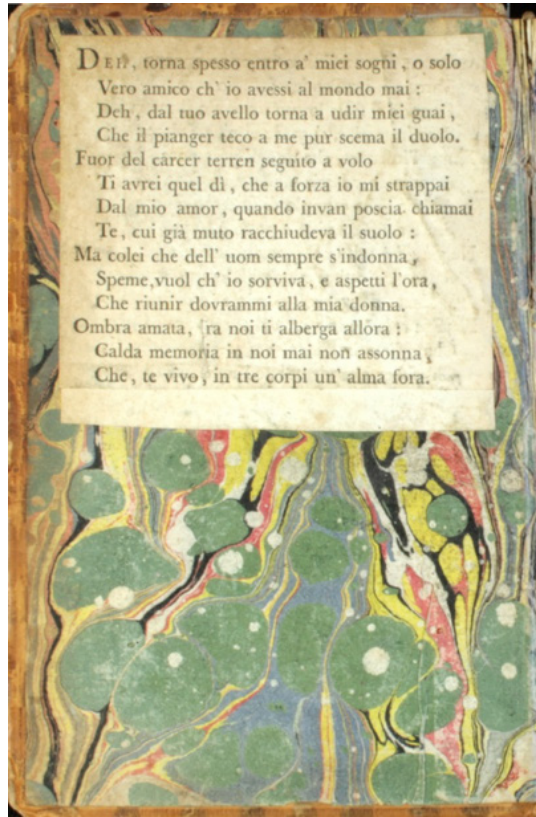 DEH, torna spesso entro a' miei sogni, o solo
Vero amico ch' io avessi al mondo mai :
Deh, dal tuo avello torna a udir miei guai,
Che il pianger teco a me pur scema il duolo.
Fuor del carcer terren seguito a volo
Ti avrei quel dì, che a forza io mi strappai
Dal mio amor, quando invan poscia chiamai
Te, cui già muto racchiudeva il suolo :
Ma colei che dell' uom sempre s'indonna,
Speme, vuol ch' io sorviva, e aspetti l'ora,
Che riunir dovrammi alla mia donna.
Ombra amata, ra noi ti alberga allora :
Calda memoria in noi mai non assonna,
Che, te vivo, in tre corpi un' alma fora.